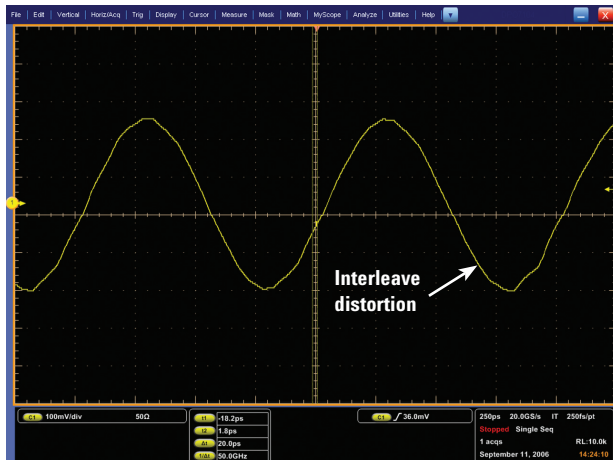 File Edit Vertical Horiz/Acq Trig Display Cursor Measure Mask Math MyScope Analyze Utilities Help
X
1
Interleave
distortion
C1 100mV/div 50Ω
t1 -18.2ps
t2 1.8ps
Δt 20.0ps
1/Δt 50.0GHz
C1 36.0mV
250ps 20.0GS/s IT 250fs/pt
Stopped Single Seq
1 acqs RL:10.0k
September 11, 2006 14:24:10